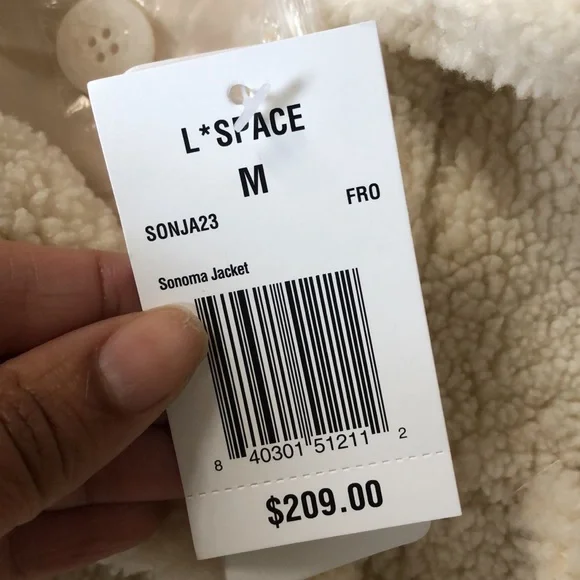 L*SPACE
M
SONJA23 FRO
Sonoma Jacket
8 40301 51211 2
$209.00